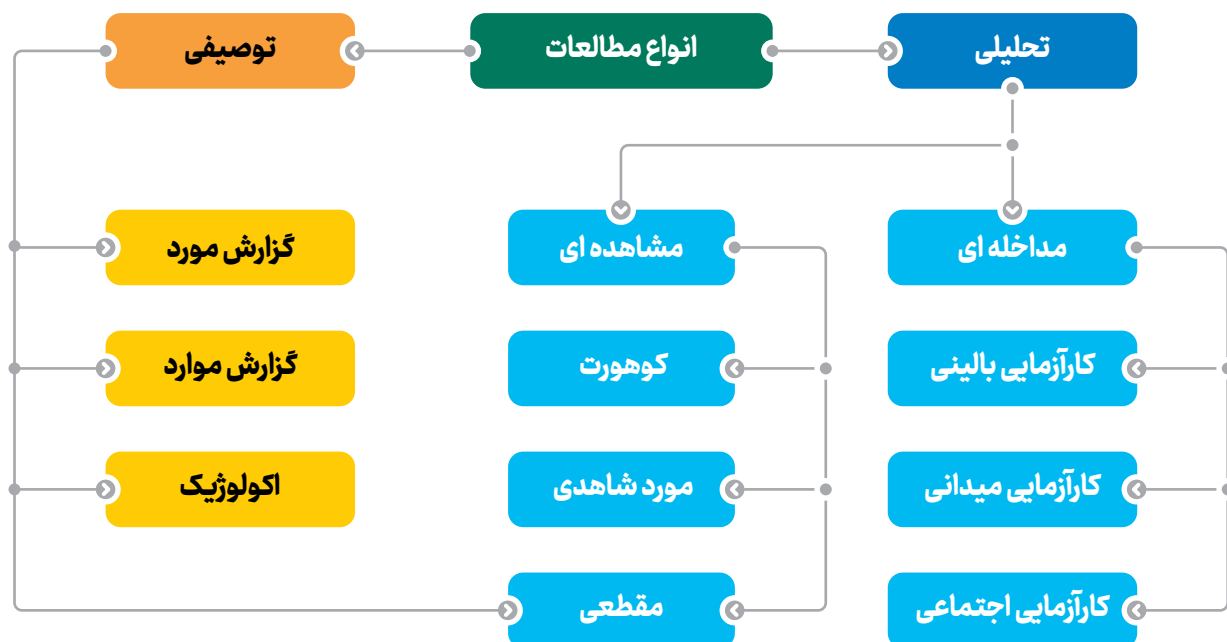 تحلیلی
انواع مطالعات
توصیفی
مداخله ای
مشاهده ای
گزارش مورد
کارآزمایی بالینی
کوهورت
گزارش موارد
کارآزمایی میدانی
مورد شاهدی
اکولوژیک
کارآزمایی اجتماعی
مقطعی